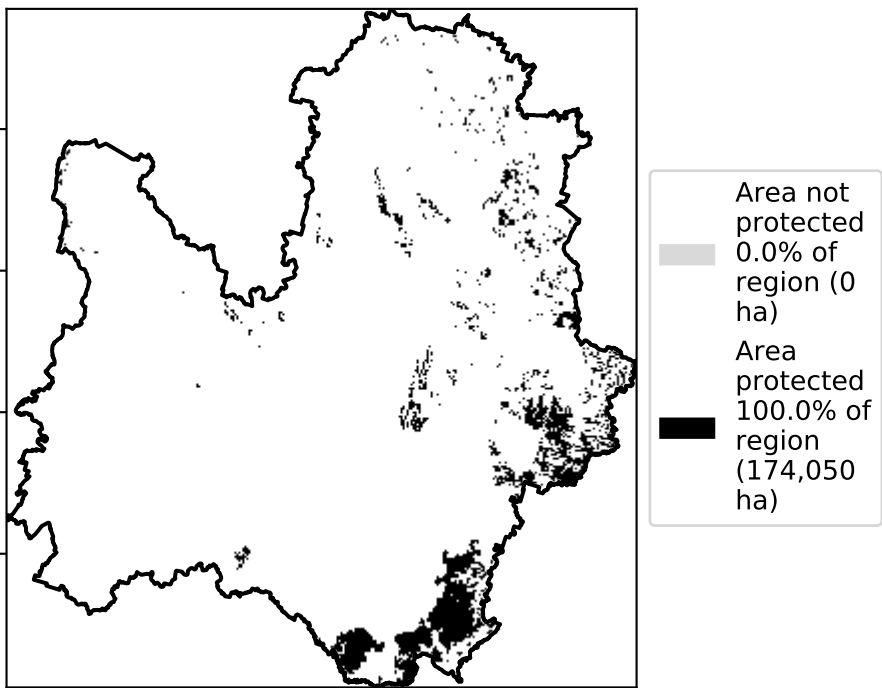 Area not
protected
0.0% of
region (0
ha)
Area
protected
100.0% of
region
(174,050
ha)